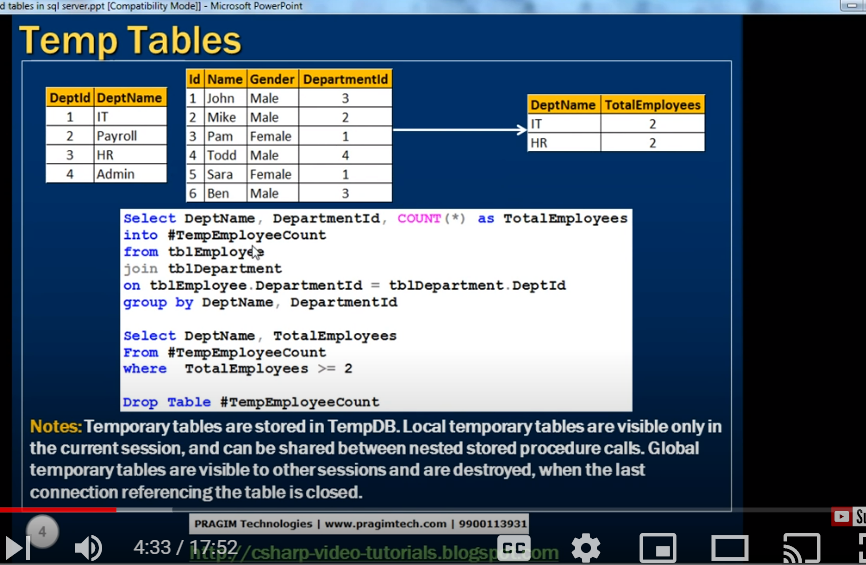 d tables in sql server.ppt [Compatibility Mode]] - Microsoft PowerPoint
Temp Tables
DeptId DeptName
1 IT
2 Payroll
3 HR
4 Admin
Id Name Gender DepartmentId
1 John Male 3
2 Mike Male 2
3 Pam Female 1
4 Todd Male 4
5 Sara Female 1
6 Ben Male 3
DeptName TotalEmployees
IT 2
HR 2
Select DeptName, DepartmentId, COUNT(*) as TotalEmployees
into #TempEmployeeCount
from tblEmployee
join tblDepartment
on tblEmployee.DepartmentId = tblDepartment.DeptId
group by DeptName, DepartmentId
Select DeptName, TotalEmployees
From #TempEmployeeCount
where TotalEmployees >= 2
Drop Table #TempEmployeeCount
Notes: Temporary tables are stored in TempDB. Local temporary tables are visible only in
the current session, and can be shared between nested stored procedure calls. Global
temporary tables are visible to other sessions and are destroyed, when the last
connection referencing the table is closed.
4
PRAGIM Technologies | www.pragimtech.com | 9900113931
4:33 / 17:52
http://csharp-video-tutorials.blogspot.com
CC